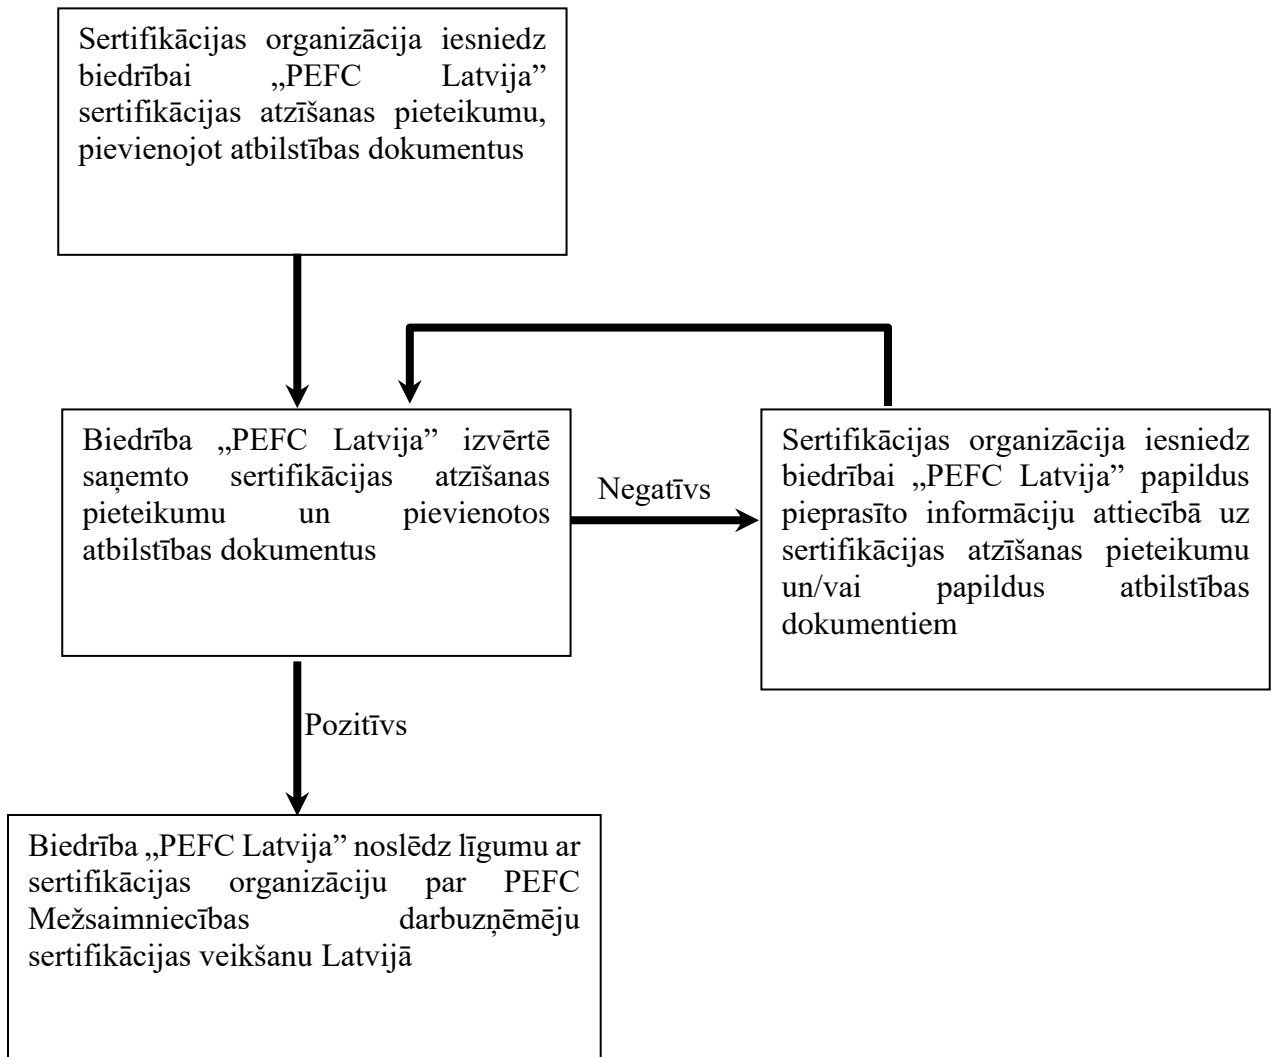 Sertifikācijas organizācija iesniedz
biedrībai „PEFC Latvija”
sertifikācijas atzīšanas pieteikumu,
pievienojot atbilstības dokumentus
Biedrība „PEFC Latvija” izvērtē
saņemto sertifikācijas atzīšanas
pieteikumu un pievienotos
atbilstības dokumentus
Negatīvs
Sertifikācijas organizācija iesniedz
biedrībai „PEFC Latvija” papildus
pieprasīto informāciju attiecībā uz
sertifikācijas atzīšanas pieteikumu
un/vai papildus atbilstības
dokumentiem
Pozitīvs
Biedrība „PEFC Latvija” noslēdz līgumu ar
sertifikācijas organizāciju par PEFC
Mežsaimniecības darbuzņēmēju
sertifikācijas veikšanu Latvijā